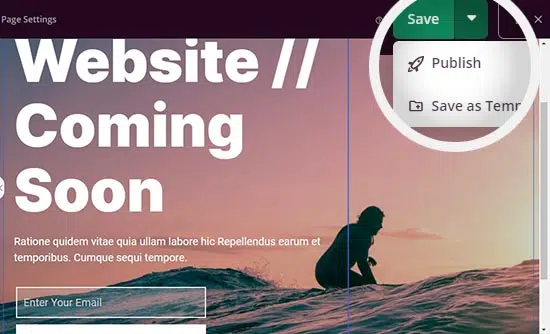 Page Settings
Save
Publish
Save as Temp
Website //
Coming
Soon
Ratione quidem vitae quia ullam labore hic Repellendus earum et
temporibus. Cumque sequi tempore.
Enter Your Email